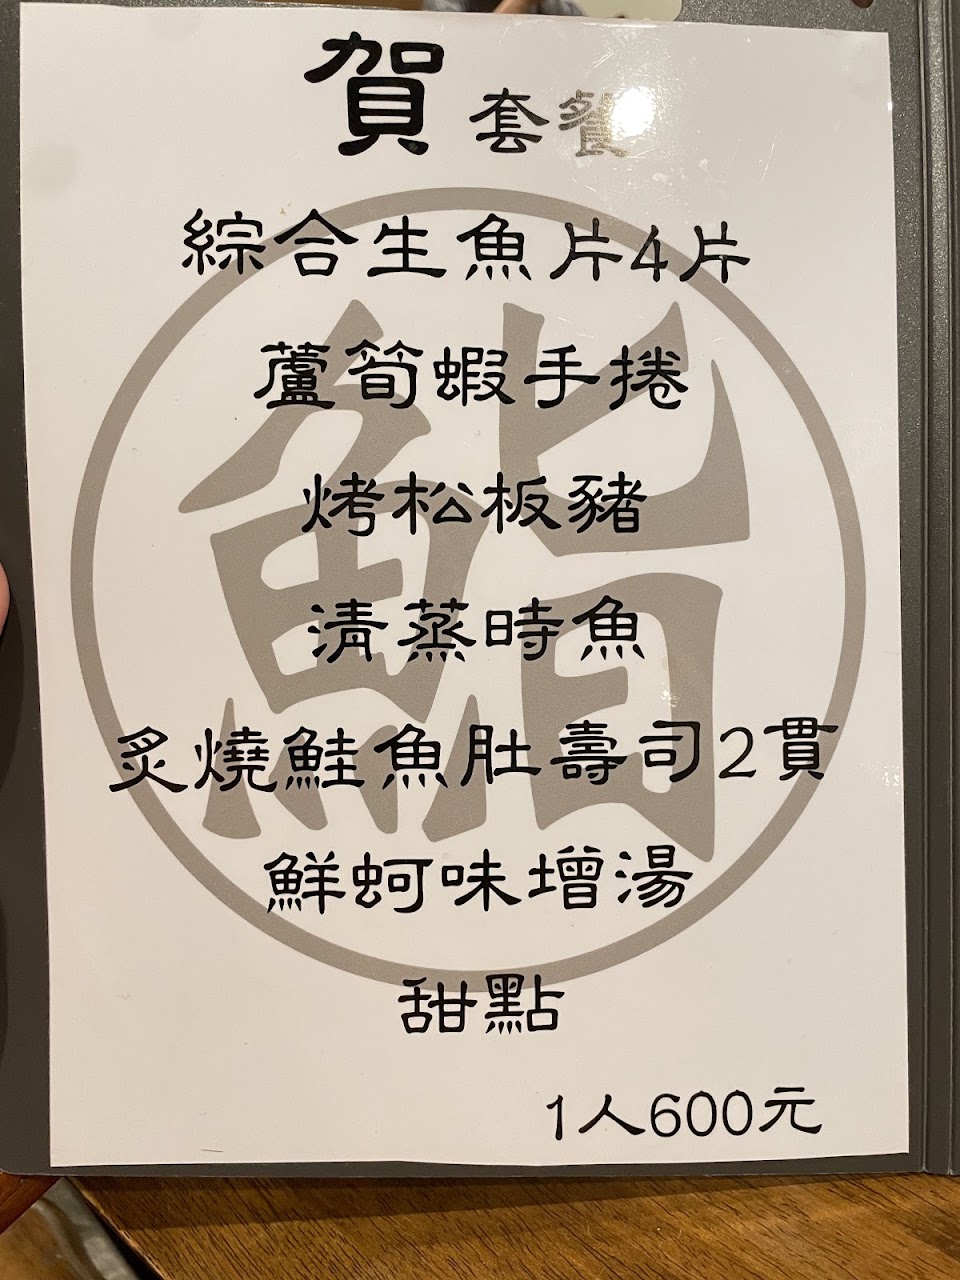 賀套餐
綜合生魚片4片
蘆筍蝦手捲
烤松板豬
清蒸時魚
炙燒鮭魚肚壽司2貫
鮮蚵味增湯
甜點
1人600元
鮨